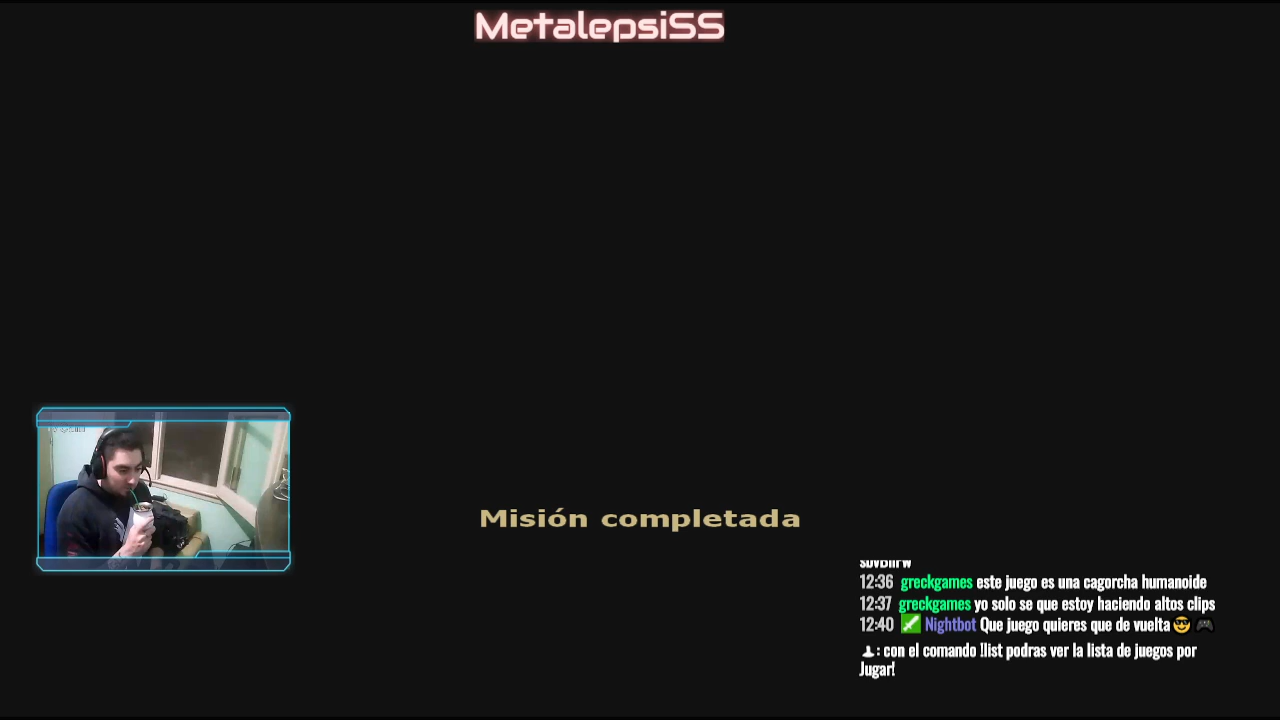 MetalepsiSS
Misión completada
12:36 greckgames este juego es una cagorcha humanoide
12:37 greckgames yo solo se que estoy haciendo altos clips
12:40 Nightbot Que juego quieres que de vuelta 😎 🎮
🕹: con el comando !list podras ver la lista de juegos por
Jugar!